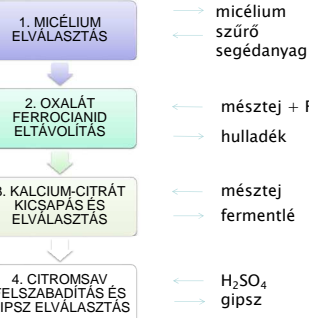 1. MICÉLIUM
ELVÁLASZTÁS
micélium
szűrő
segédanyag
2. OXALÁT
FERROCIANID
ELTÁVOLÍTÁS
mésztej +
hulladék
KALCIUM-CITRÁT
KICSAPÁS ÉS
ELVÁLASZTÁS
mésztej
fermentlé
4. CITROMSAV
FELSZABADÍTÁS ÉS
GIPSZ ELVÁLASZTÁS
H₂SO₄
gipsz